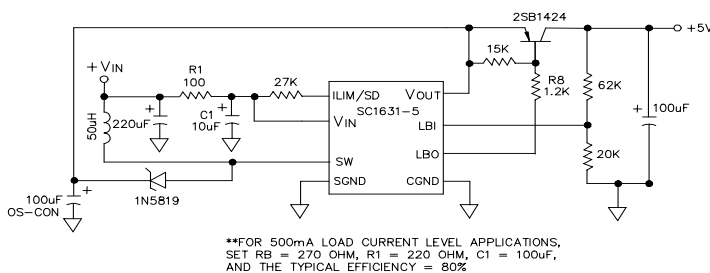 2SB1424
+5V
15K
+ VIN
R1
100
27K
ILIM/SD
VOUT
SC1631-5
R8
1.2K
62K
50uH
220uF
C1
10uF
VIN
LBI
100uF
LBO
SW
20K
100uF
OS-CON
1N5819
SGND
CGND
**FOR 500mA LOAD CURRENT LEVEL APPLICATIONS,
SET RB = 270 OHM, R1 = 220 OHM, C1 = 100uF,
AND THE TYPICAL EFFICIENCY = 80%